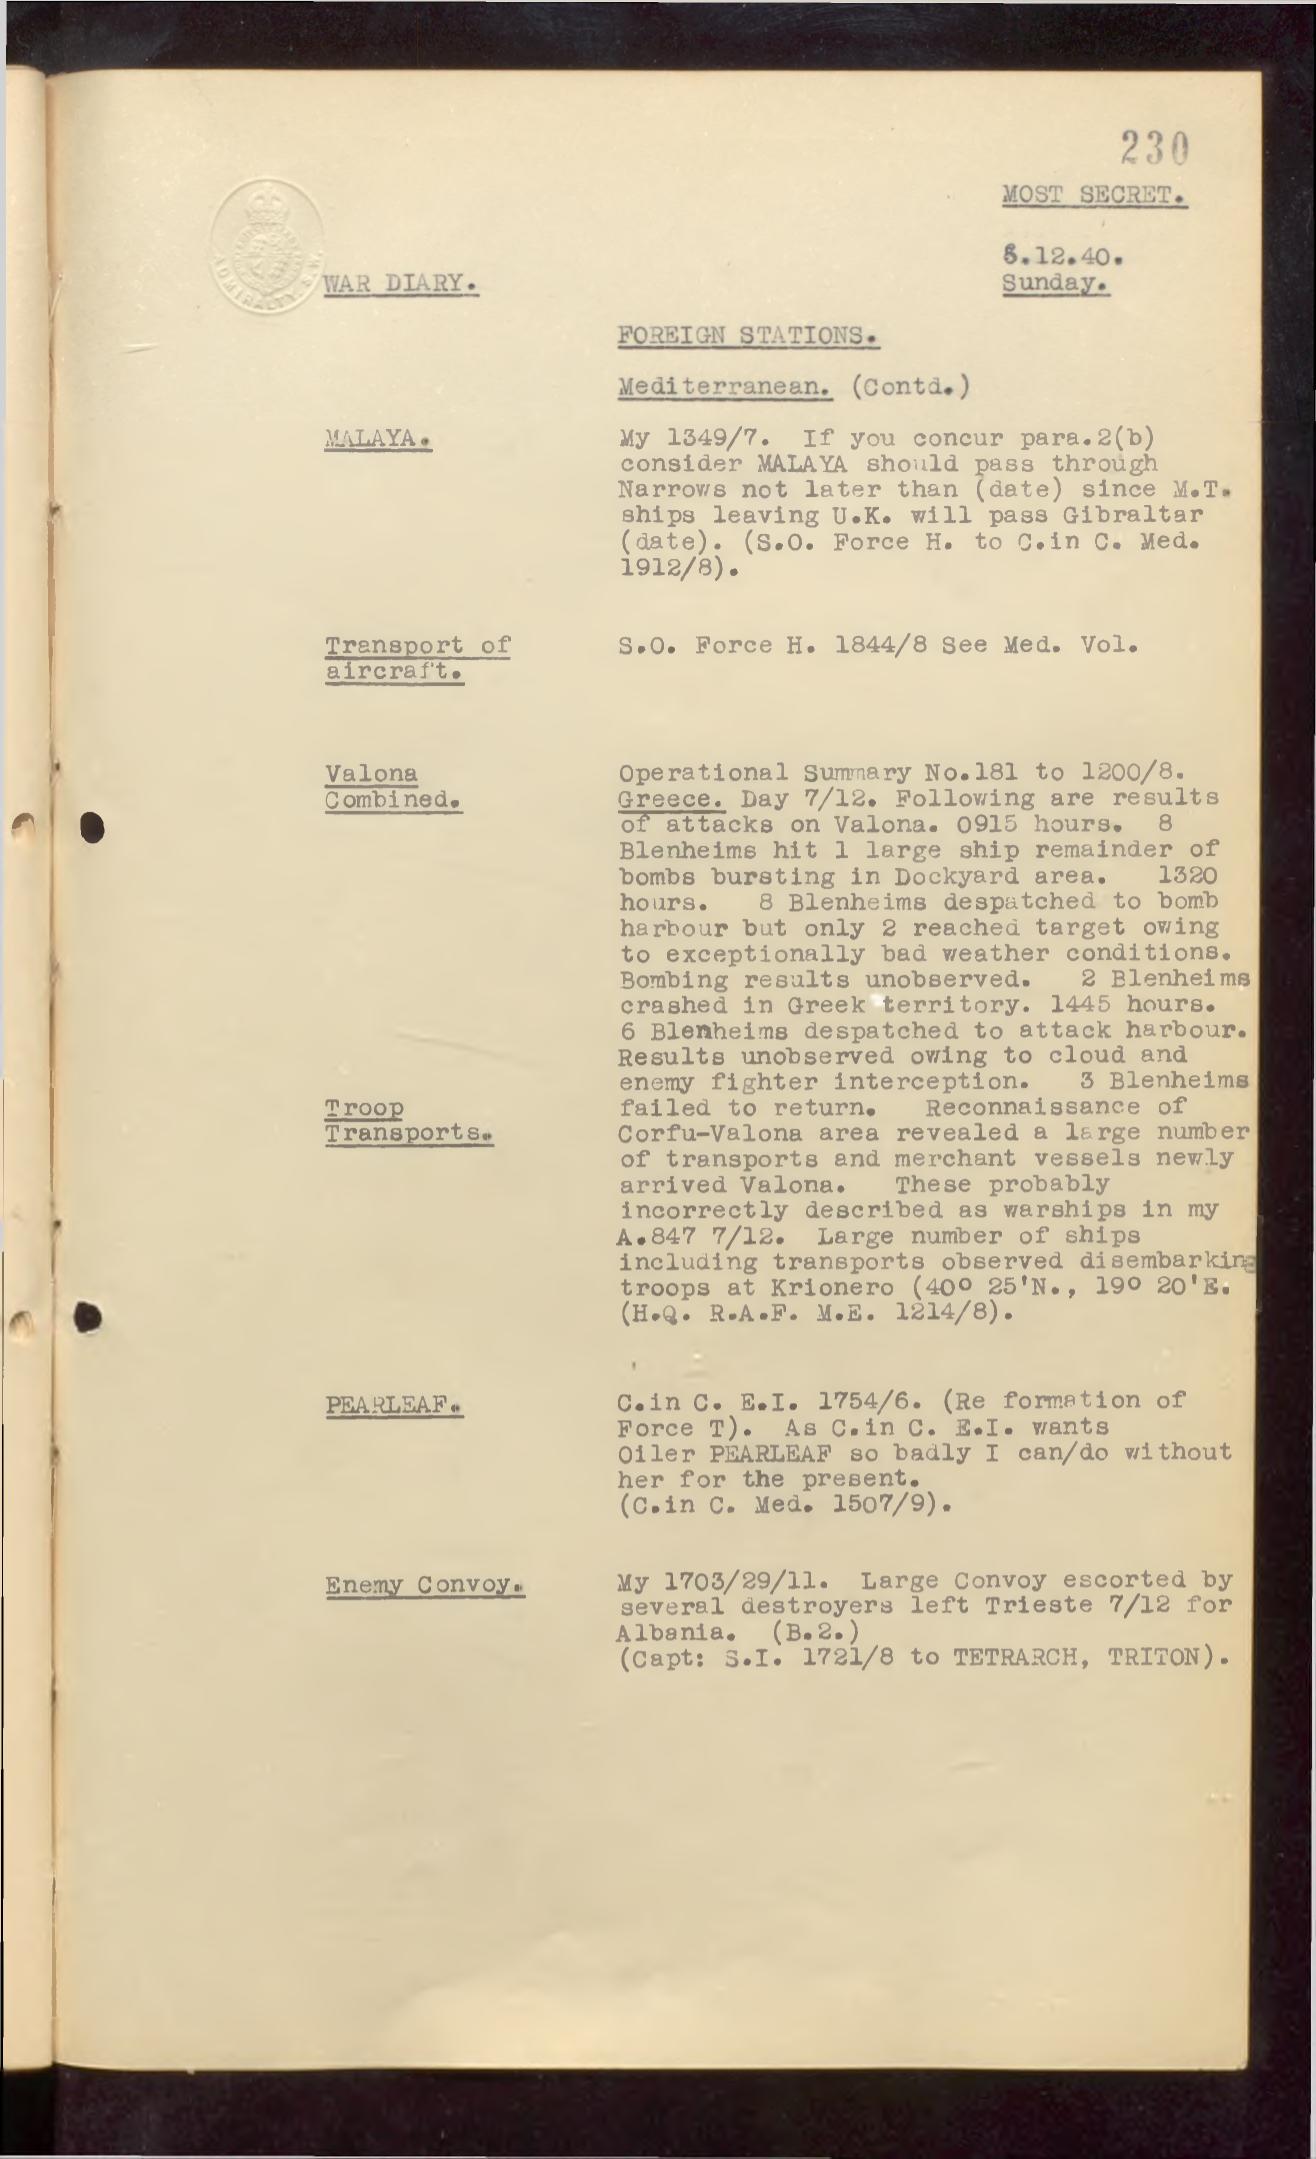 230
MOST SECRET.
8.12.40.
Sunday.
ADMIRALTY. S.W.
WAR DIARY.
FOREIGN STATIONS.
Mediterranean. (Contd.)
MALAYA.
My 1349/7. If you concur para.2(b)
consider MALAYA should pass through
Narrows not later than (date) since M.T.
ships leaving U.K. will pass Gibraltar
(date). (S.O. Force H. to C.in C. Med.
1912/8).
Transport of
aircraft.
S.O. Force H. 1844/8 See Med. Vol.
Valona
Combined.
Operational Summary No.181 to 1200/8.
Greece. Day 7/12. Following are results
of attacks on Valona. 0915 hours. 8
Blenheims hit 1 large ship remainder of
bombs bursting in Dockyard area. 1320
hours. 8 Blenheims despatched to bomb
harbour but only 2 reached target owing
to exceptionally bad weather conditions.
Bombing results unobserved. 2 Blenheims
crashed in Greek territory. 1445 hours.
6 Blenheims despatched to attack harbour.
Results unobserved owing to cloud and
enemy fighter interception. 3 Blenheims
Troop
Transports.
failed to return. Reconnaissance of
Corfu-Valona area revealed a large number
of transports and merchant vessels newly
arrived Valona. These probably
incorrectly described as warships in my
A.847 7/12. Large number of ships
including transports observed disembarking
troops at Krionero (40° 25'N., 19° 20'E.
(H.Q. R.A.F. M.E. 1214/8).
PEARLEAF.
C.in C. E.I. 1754/6. (Re formation of
Force T). As C.in C. E.I. wants
Oiler PEARLEAF so badly I can/do without
her for the present.
(C.in C. Med. 1507/9).
Enemy Convoy.
My 1703/29/11. Large Convoy escorted by
several destroyers left Trieste 7/12 for
Albania. (B.2.)
(Capt: S.I. 1721/8 to TETRARCH, TRITON).